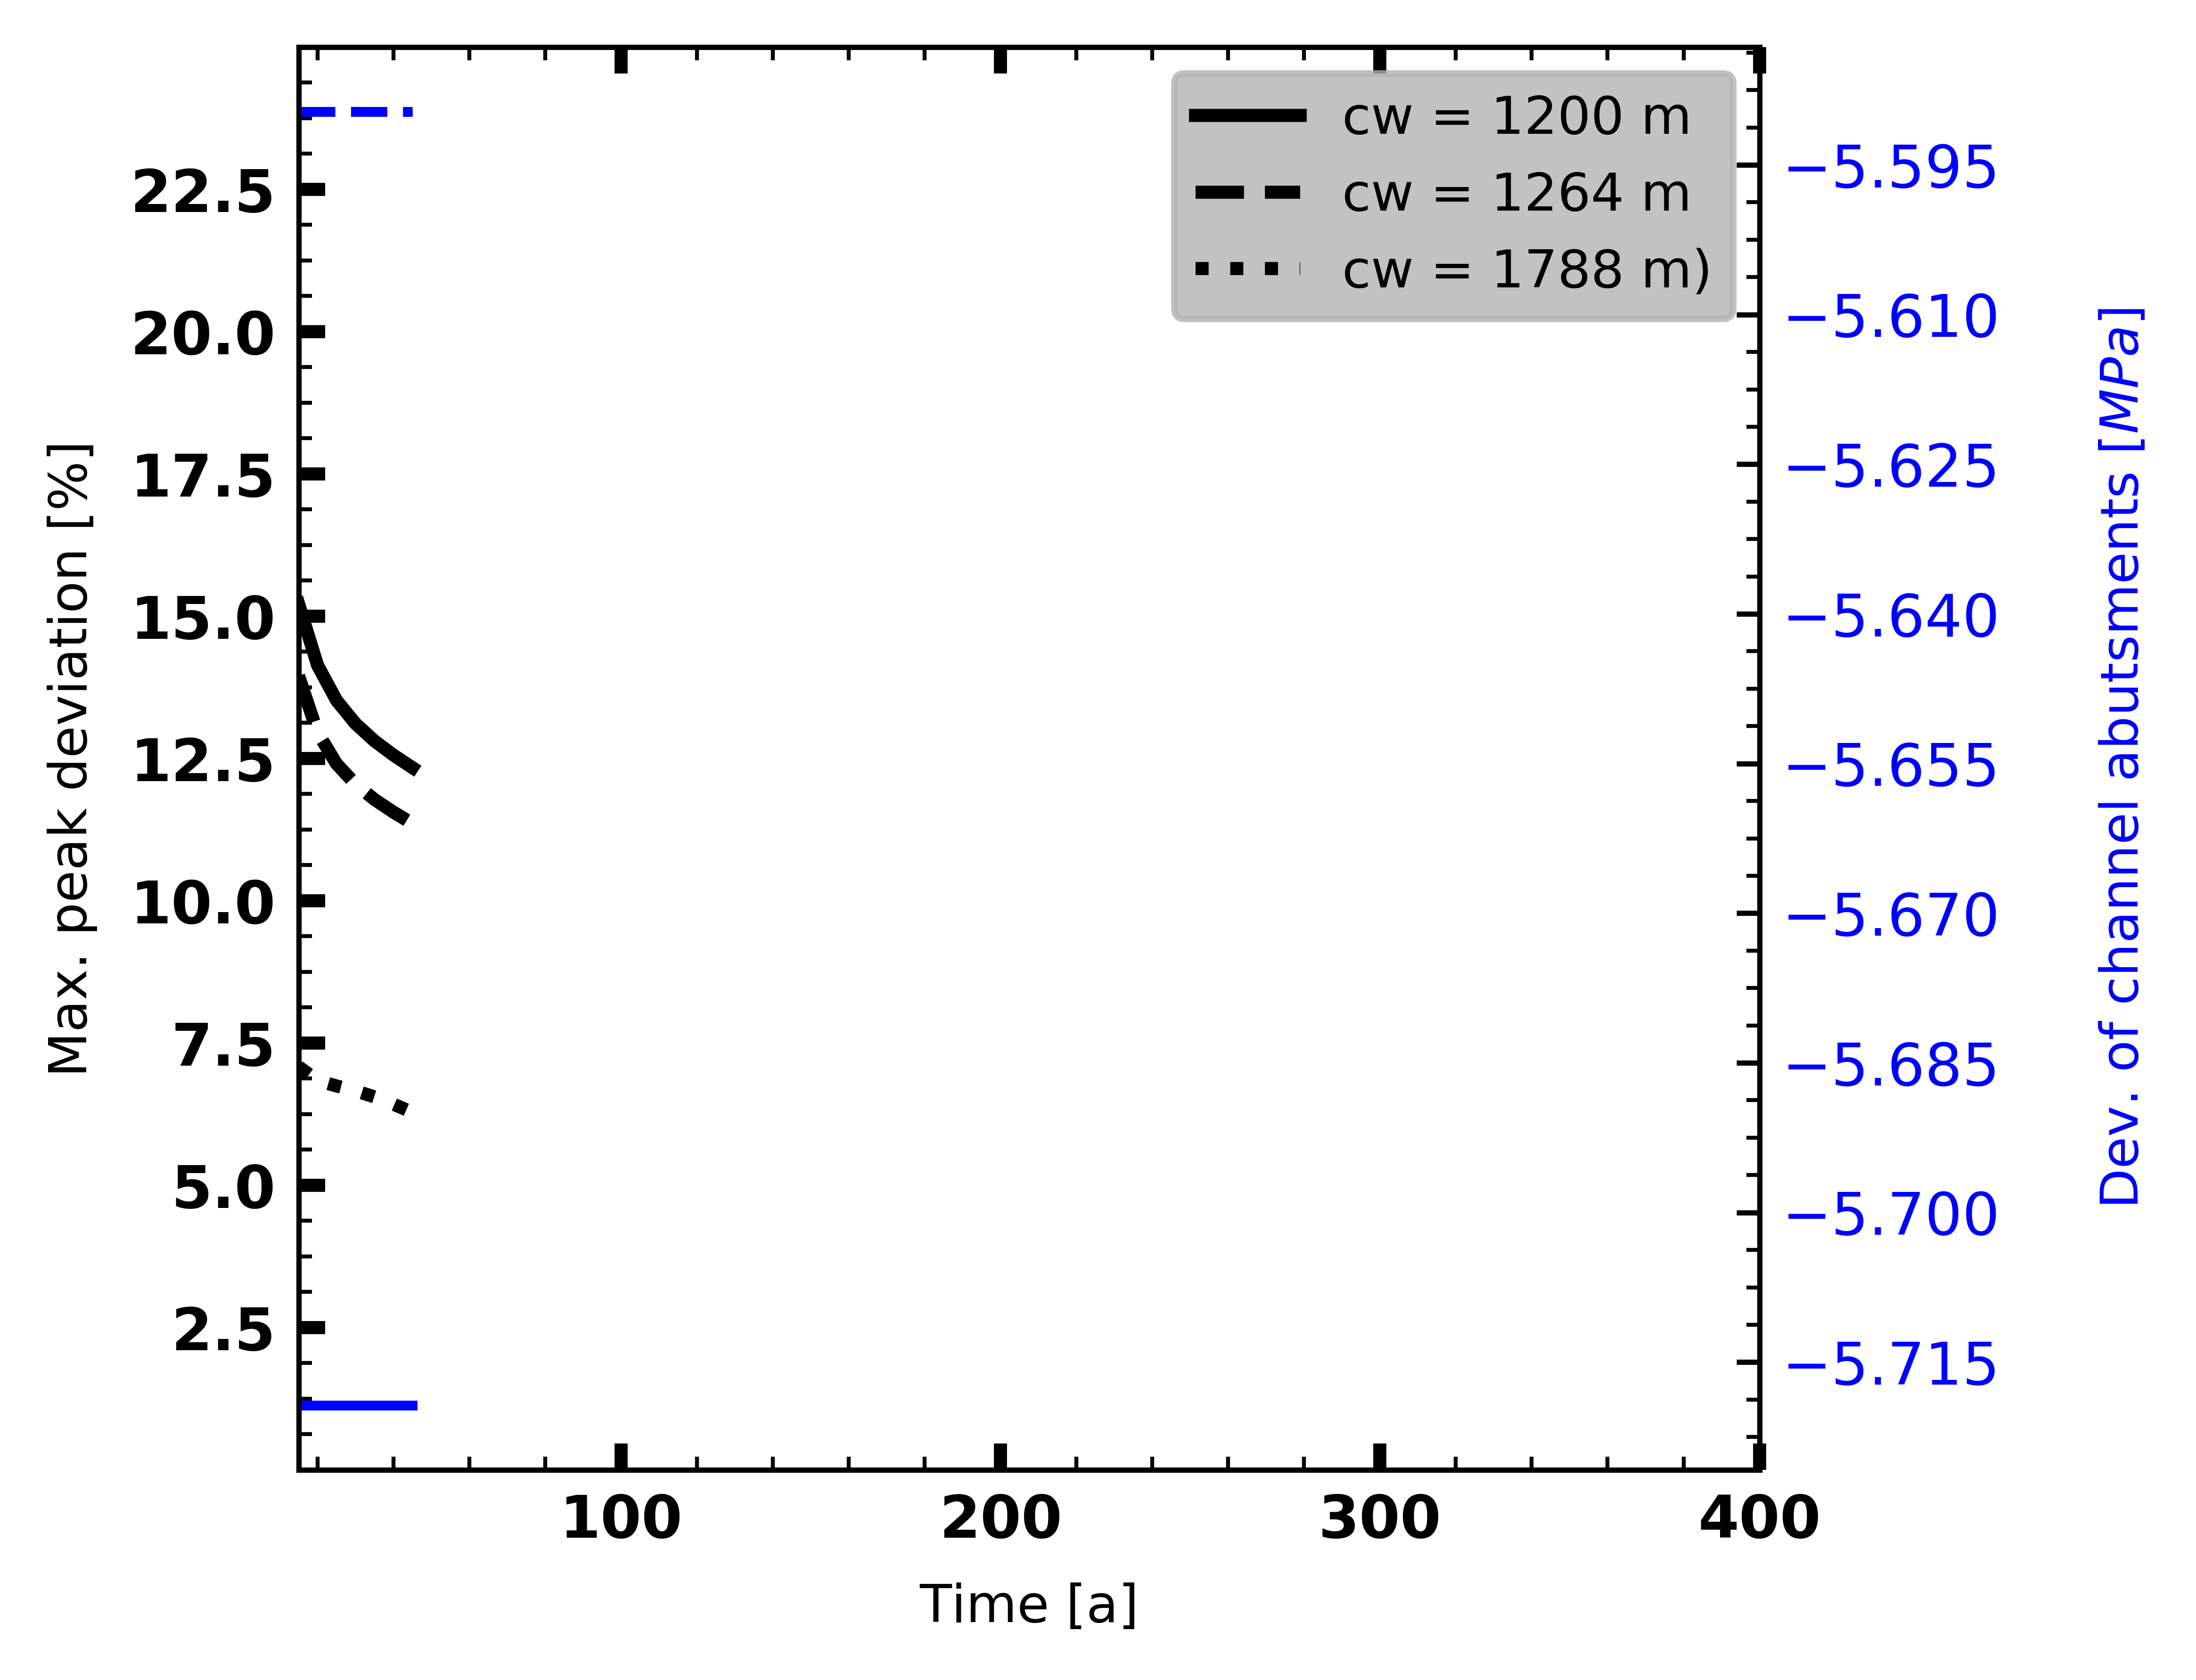 Max. peak deviation [%]
22.5
20.0
17.5
15.0
12.5
10.0
7.5
5.0
2.5
cw = 1200 m
cw = 1264 m
cw = 1788 m)
−5.595
−5.610
−5.625
−5.640
−5.655
−5.670
−5.685
−5.700
−5.715
Dev. of channel abutsments [MPa]
100 200 300 400
Time [a]